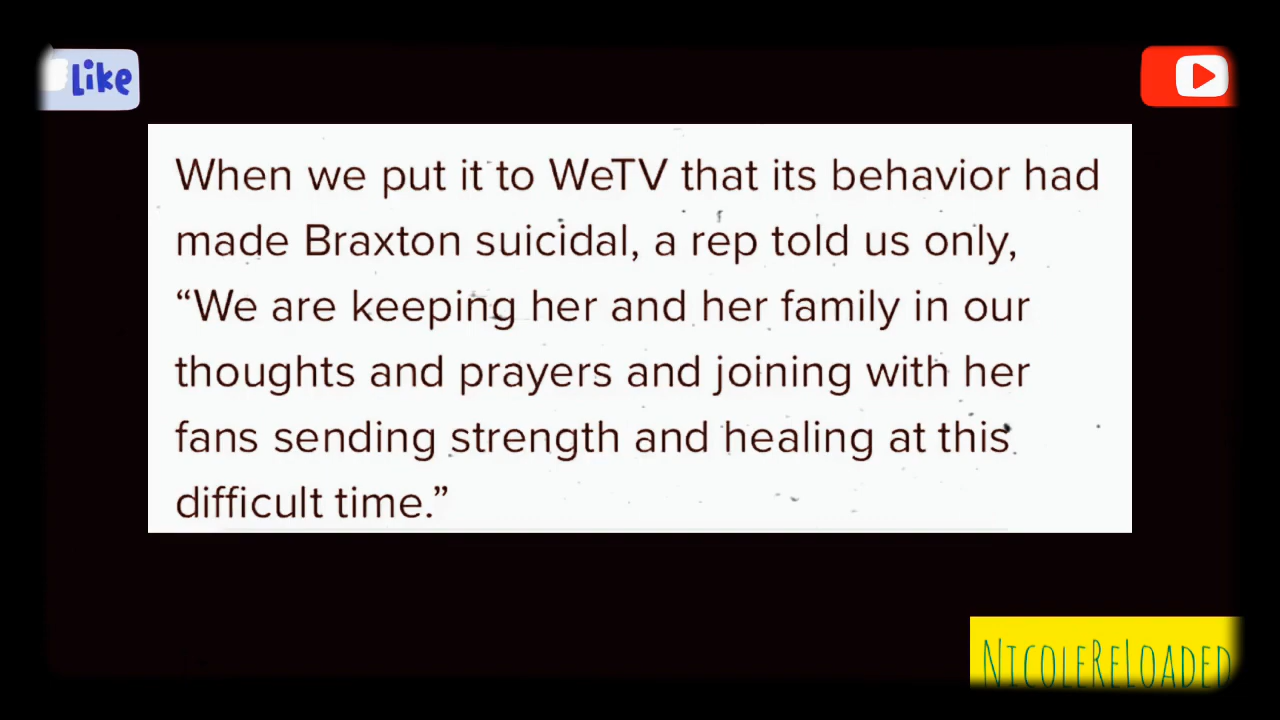 Like
When we put it to WeTV that its behavior had
made Braxton suicidal, a rep told us only,
“We are keeping her and her family in our
thoughts and prayers and joining with her
fans sending strength and healing at this
difficult time.”
NICOLERELOADED